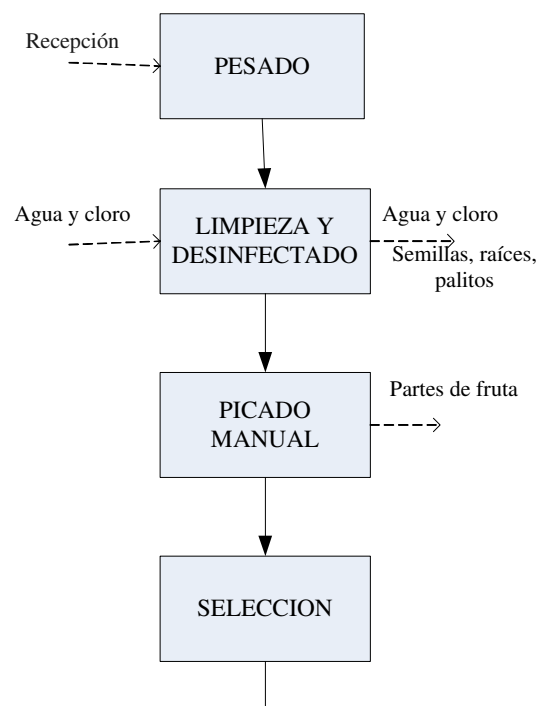 Recepción
PESADO
Agua y cloro
LIMPIEZA Y
DESINFECTADO
Agua y cloro
Semillas, raíces,
palitos
PICADO
MANUAL
Partes de fruta
SELECCION